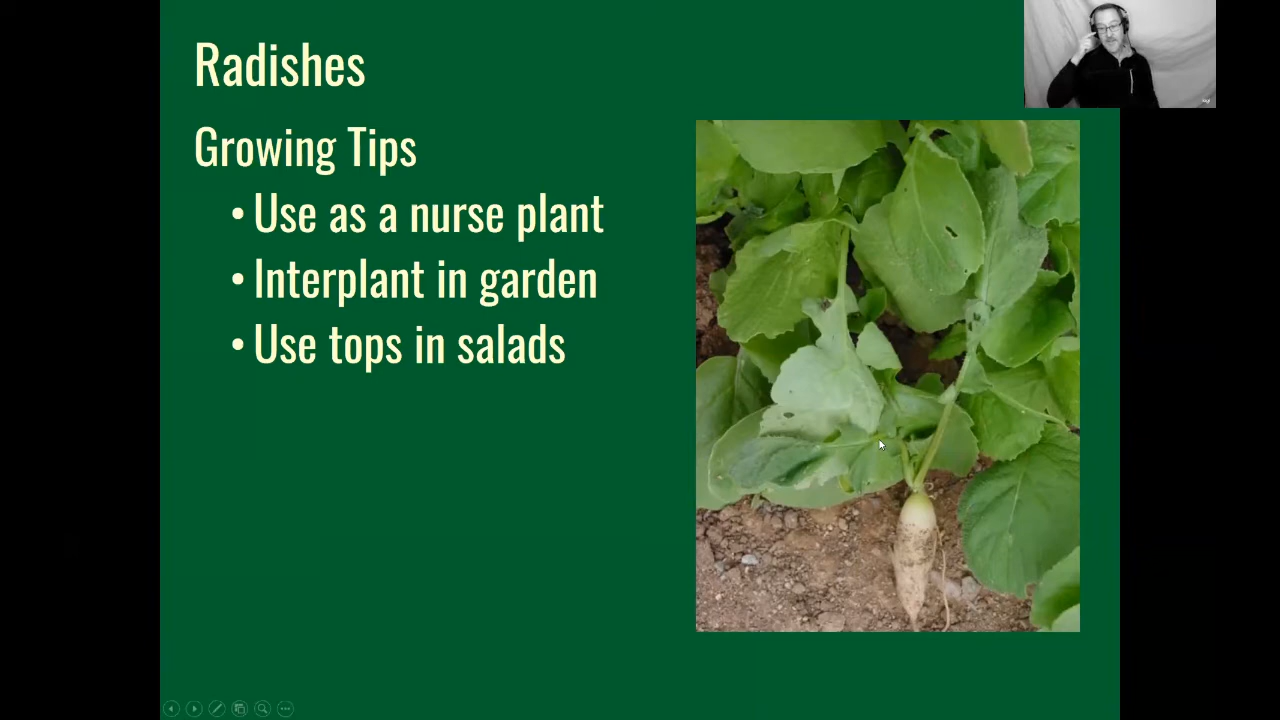 Radishes
Growing Tips
• Use as a nurse plant
• Interplant in garden
• Use tops in salads